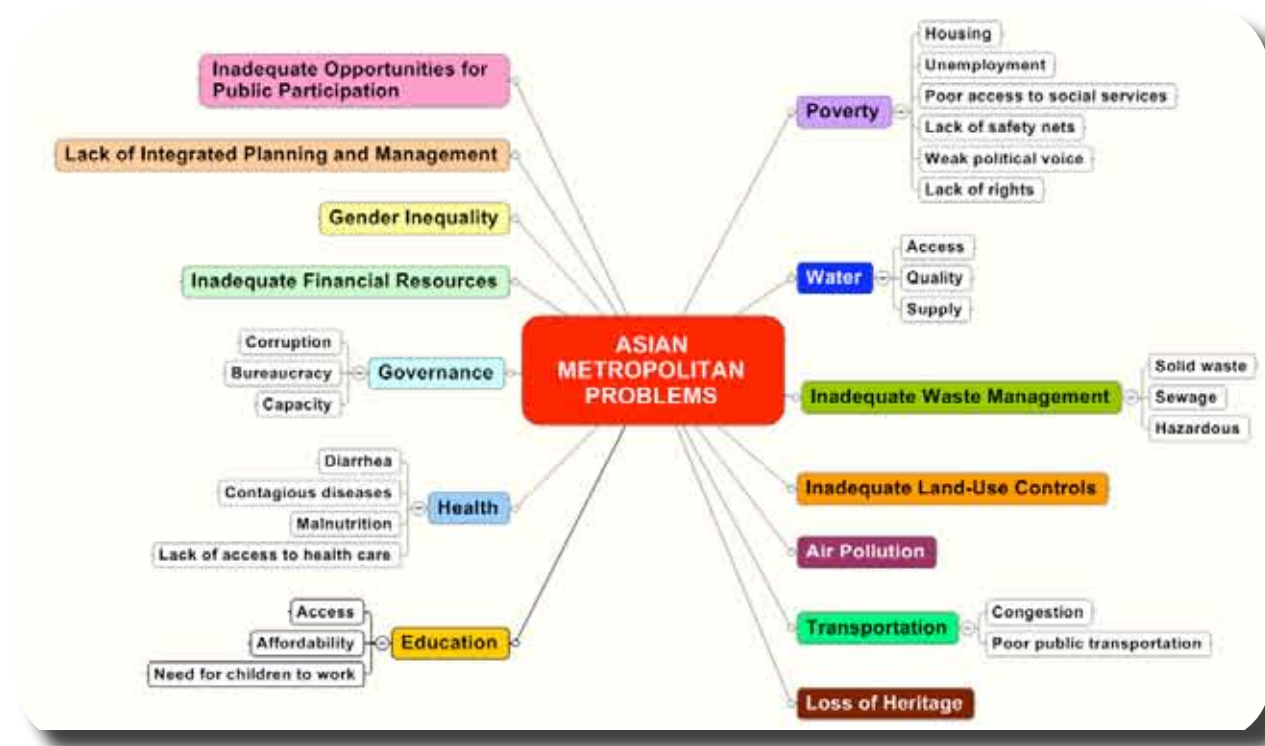 ASIAN
METROPOLITAN
PROBLEMS
Inadequate Opportunities for
Public Participation
Lack of Integrated Planning and Management
Gender Inequality
Inadequate Financial Resources
Governance
Corruption
Bureaucracy
Capacity
Health
Diarrhea
Contagious diseases
Malnutrition
Lack of access to health care
Education
Access
Affordability
Need for children to work
Poverty
Housing
Unemployment
Poor access to social services
Lack of safety nets
Weak political voice
Lack of rights
Water
Access
Quality
Supply
Inadequate Waste Management
Solid waste
Sewage
Hazardous
Inadequate Land-Use Controls
Air Pollution
Transportation
Congestion
Poor public transportation
Loss of Heritage